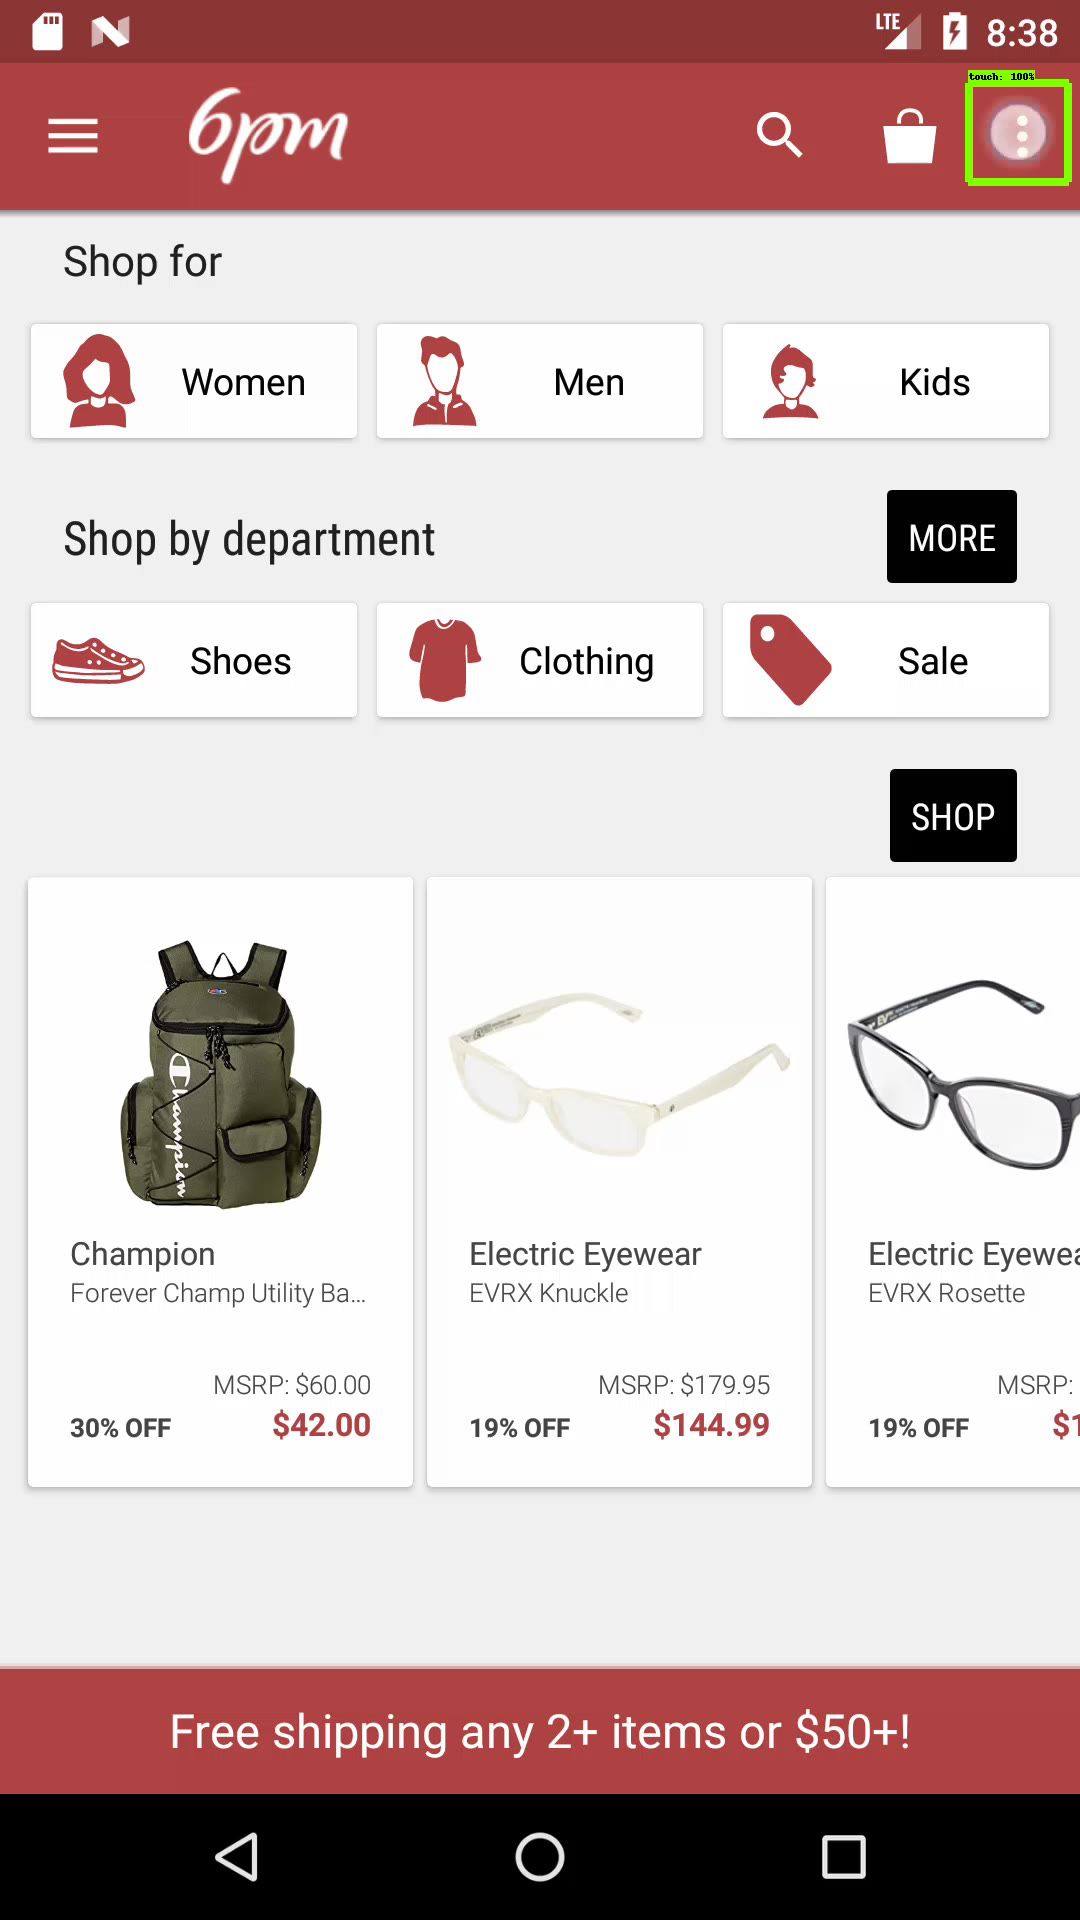 LTE 8:38
touch: 100%
6pm
Shop for
Women Men Kids
Shop by department MORE
Shoes Clothing Sale
SHOP
Champion
Champion
Forever Champ Utility Ba...
MSRP: $60.00
30% OFF $42.00
Electric Eyewear
EVRX Knuckle
MSRP: $179.95
19% OFF $144.99
Electric Eyewea
EVRX Rosette
MSRP:
19% OFF $1
Free shipping any 2+ items or $50+!